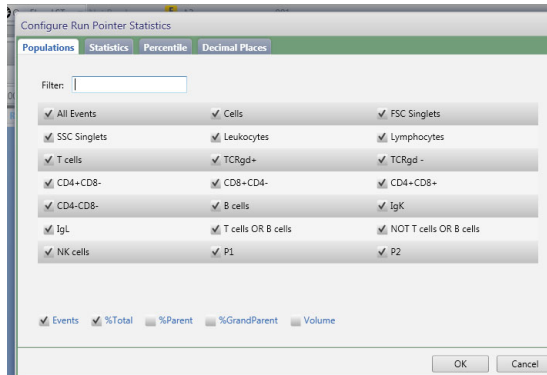 Configure Run Pointer Statistics
Populations Statistics Percentile Decimal Places
Filter:
All Events Cells FSC Singlets
SSC Singlets Leukocytes Lymphocytes
T cells TCRgd+ TCRgd -
CD4+CD8- CD8+CD4- CD4+CD8+
CD4-CD8- B cells IgK
IgL T cells OR B cells NOT T cells OR B cells
NK cells P1 P2
Events %Total %Parent %GrandParent Volume
OK Cancel